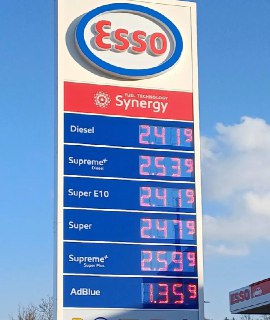 Esso
FUEL TECHNOLOGY
Synergy
Diesel 2.41⁹
Supreme+ 2.53⁹
Diesel
Super E10 2.41⁹
Super 2.47⁹
Supreme+ 2.59⁹
Super Plus
AdBlue 1.35⁹
ESSO